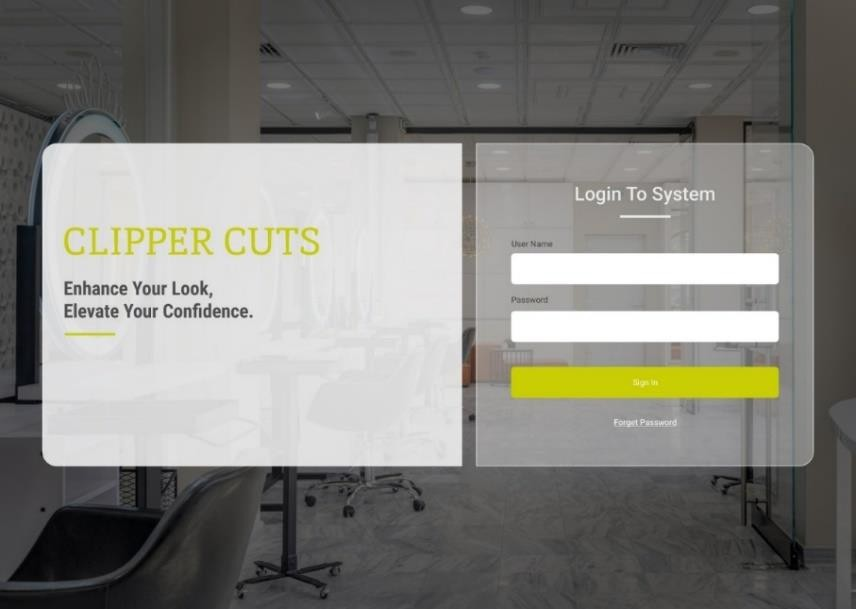 CLIPPER CUTS
Enhance Your Look,
Elevate Your Confidence.
Login To System
User Name
Password
Sign In
Forget Password